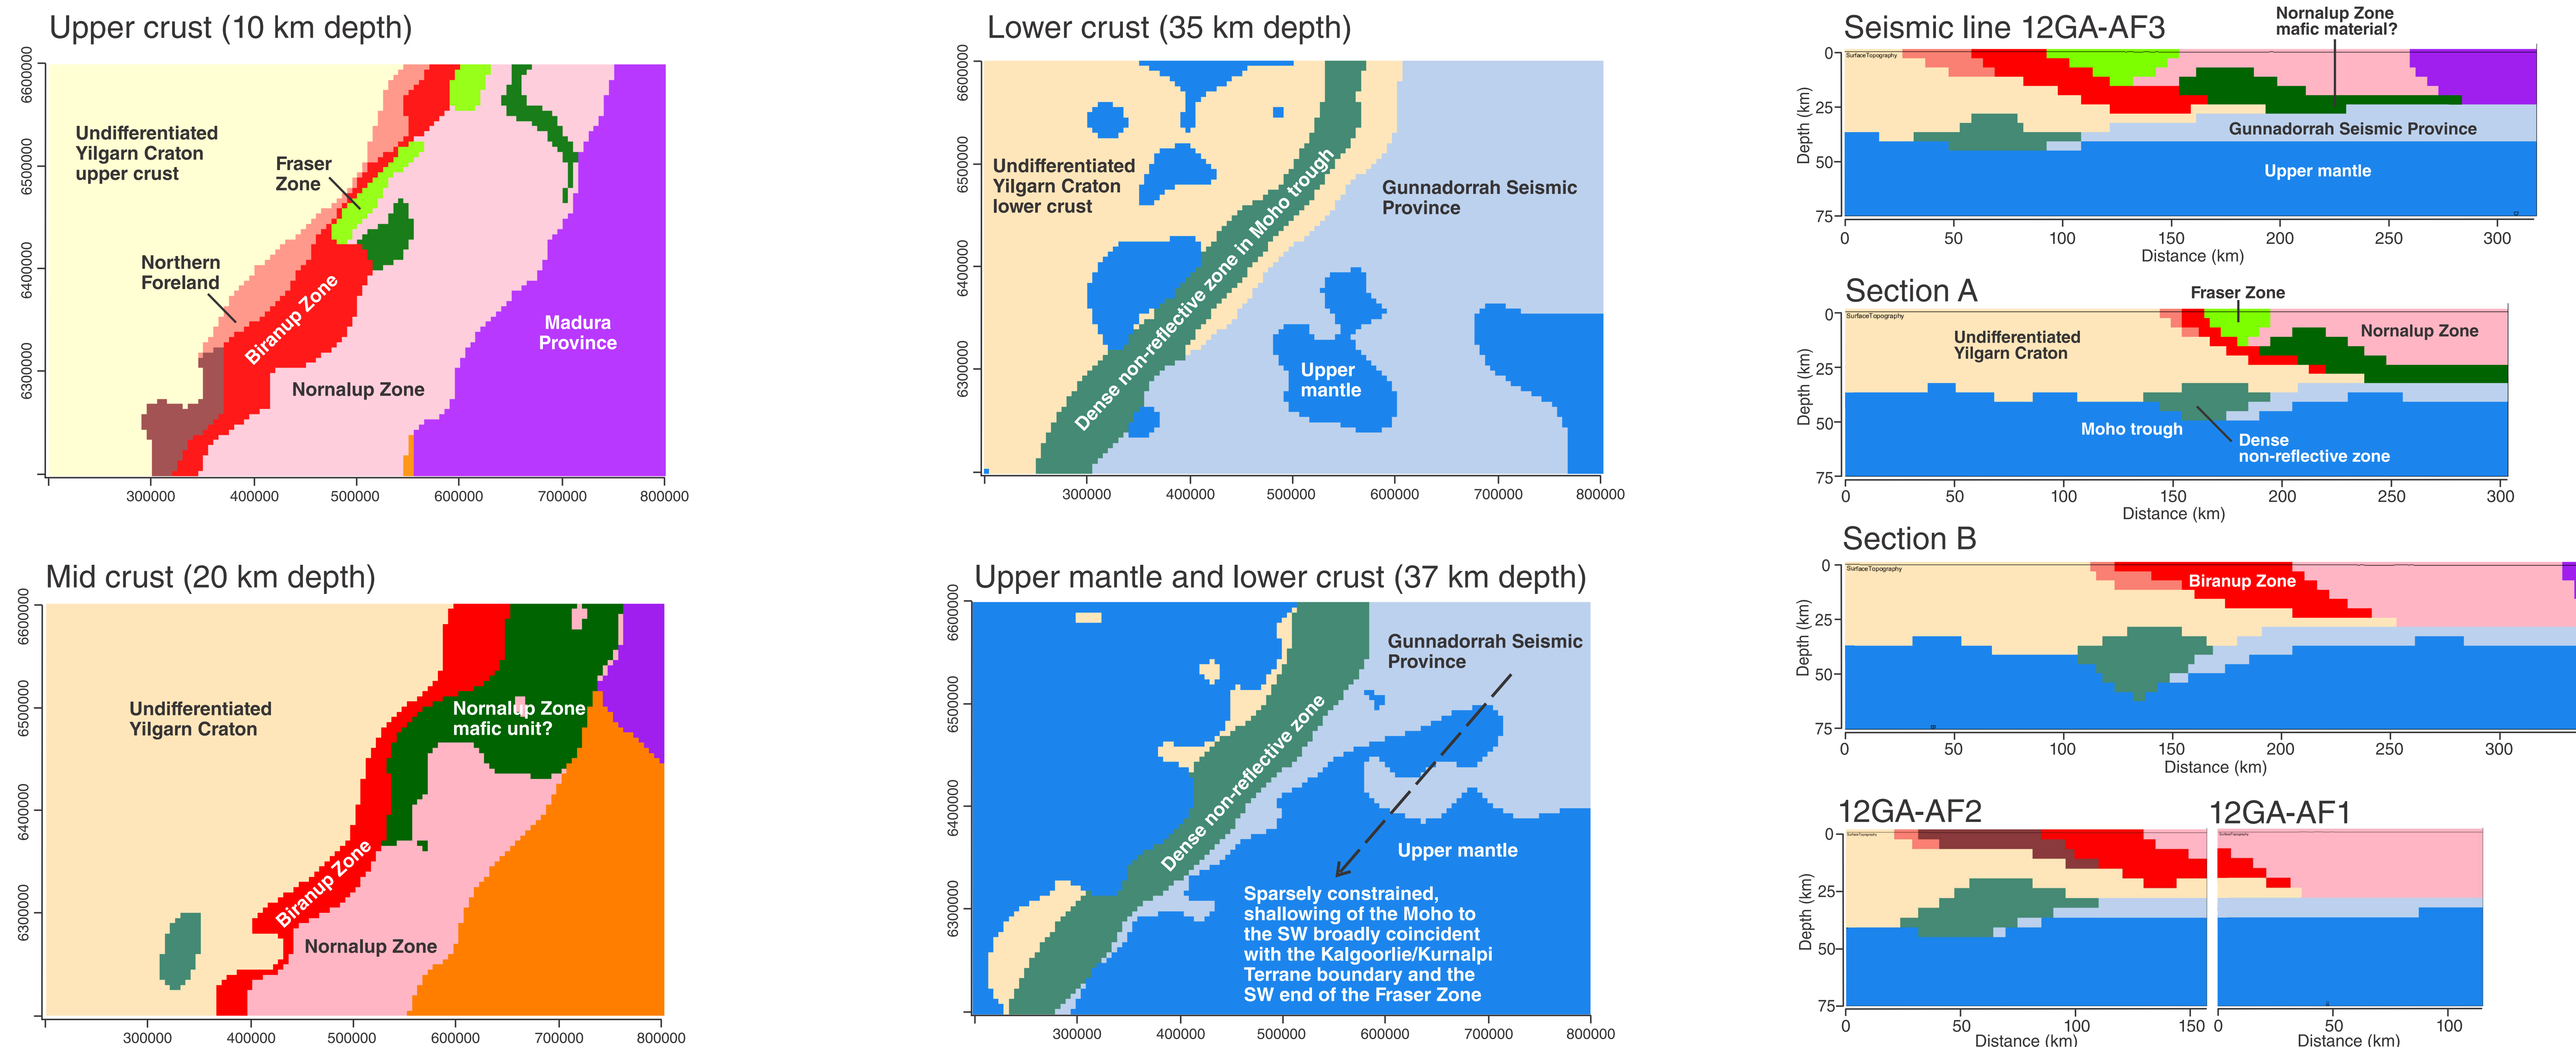 Upper crust (10 km depth)
6600000
6500000
6400000
6300000
Undifferentiated
Yilgarn Craton
upper crust
Fraser
Zone
Northern
Foreland
Biranup Zone
Nornalup Zone
Madura
Province
300000 400000 500000 600000 700000 800000
Mid crust (20 km depth)
6600000
6500000
6400000
6300000
Undifferentiated
Yilgarn Craton
Nornalup Zone
mafic unit?
Biranup Zone
Nornalup Zone
300000 400000 500000 600000 700000 800000
Lower crust (35 km depth)
6600000
6500000
6400000
6300000
Undifferentiated
Yilgarn Craton
lower crust
Dense non-reflective zone in Moho trough
Gunnadorrah Seismic
Province
Upper
mantle
300000 400000 500000 600000 700000 800000
Upper mantle and lower crust (37 km depth)
6600000
6500000
6400000
6300000
Gunnadorrah Seismic
Province
Dense non-reflective zone
Upper mantle
Sparsely constrained,
shallowing of the Moho to
the SW broadly coincident
with the Kalgoorlie/Kurnalpi
Terrane boundary and the
SW end of the Fraser Zone
300000 400000 500000 600000 700000 800000
Seismic line 12GA-AF3
Nornalup Zone
mafic material?
SurfaceTopography
Depth (km)
0
25
50
75
Gunnadorrah Seismic Province
Upper mantle
0 50 100 150 200 250 300
Distance (km)
Section A
Fraser Zone
SurfaceTopography
Depth (km)
0
25
50
75
Undifferentiated
Yilgarn Craton
Nornalup Zone
Moho trough
Dense
non-reflective zone
0 50 100 150 200 250 300
Distance (km)
Section B
SurfaceTopography
Depth (km)
0
25
50
75
Biranup Zone
0 50 100 150 200 250 300
Distance (km)
12GA-AF2
SurfaceTopography
Depth (km)
0
25
50
75
0 50 100 150
Distance (km)
12GA-AF1
SurfaceTopography
0 50 100
Distance (km)